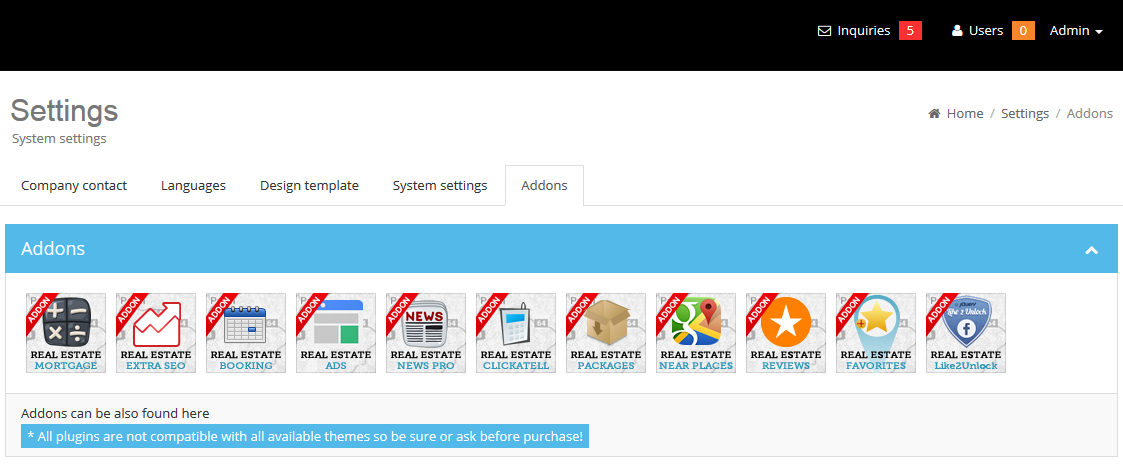 Inquiries 5 Users 0 Admin
Settings
System settings
Home / Settings / Addons
Company contact Languages Design template System settings Addons
Addons
ADDON REAL ESTATE MORTGAGE
ADDON REAL ESTATE EXTRA SEO
ADDON REAL ESTATE BOOKING
ADDON REAL ESTATE ADS
ADDON NEWS REAL ESTATE NEWS PRO
ADDON REAL ESTATE CLICKATELL
ADDON REAL ESTATE PACKAGES
ADDON REAL ESTATE NEAR PLACES
ADDON REAL ESTATE REVIEWS
ADDON REAL ESTATE FAVORITES
ADDON jQuery Like 2 Unlock REAL ESTATE Like2Unlock
Addons can be also found here
* All plugins are not compatible with all available themes so be sure or ask before purchase!